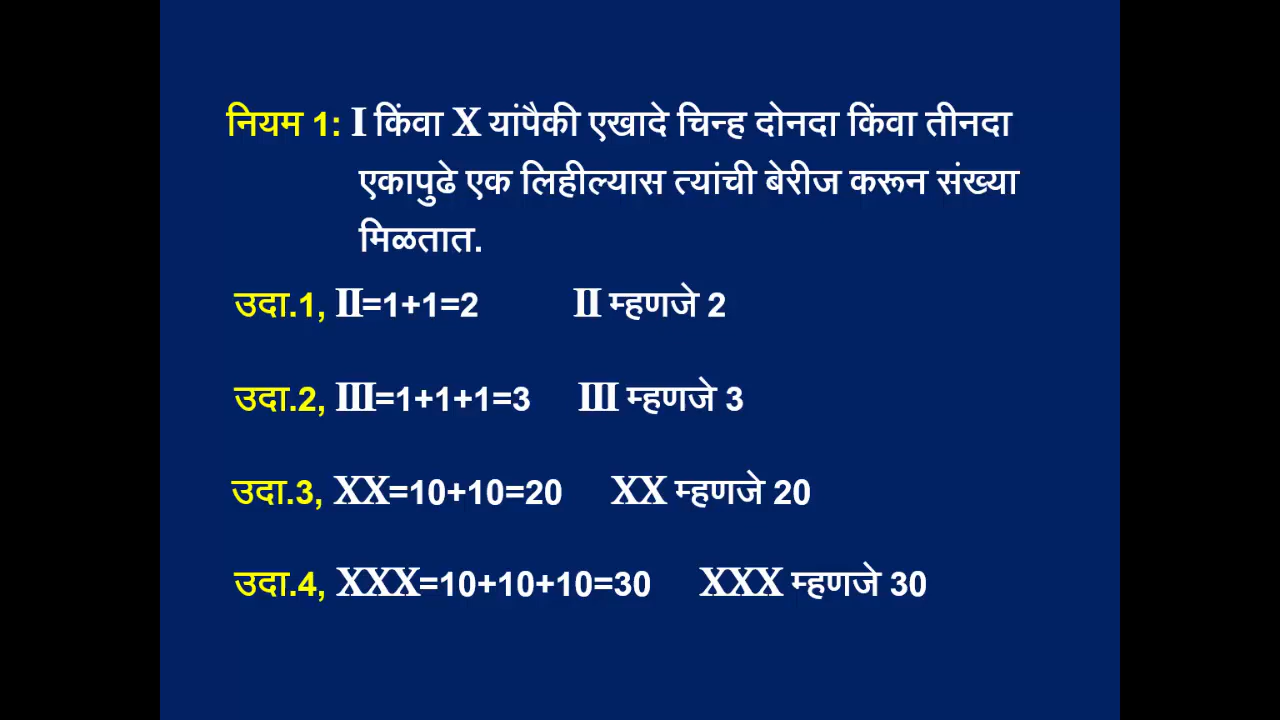 नियम 1: I किंवा X यांपैकी एखादे चिन्ह दोनदा किंवा तीनदा
एकापुढे एक लिहील्यास त्यांची बेरीज करून संख्या
मिळतात.
उदा.1, II=1+1=2 II म्हणजे 2
उदा.2, III=1+1+1=3 III म्हणजे 3
उदा.3, XX=10+10=20 XX म्हणजे 20
उदा.4, XXX=10+10+10=30 XXX म्हणजे 30